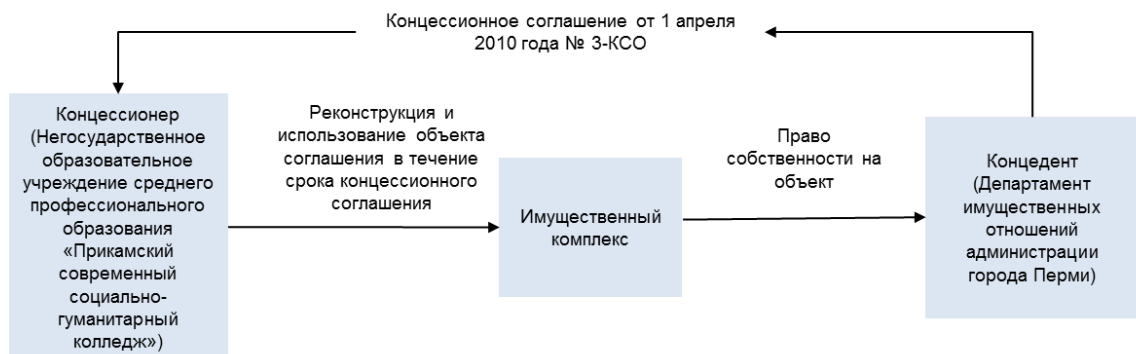 Концессионное соглашение от 1 апреля
2010 года № 3-КСО
Концессионер
(Негосударственное
образовательное
учреждение среднего
профессионального
образования
«Прикамский
современный
социально-
гуманитарный
колледж»)
Реконструкция и
использование объекта
соглашения в течение
срока концессионного
соглашения
Имущественный
комплекс
Право
собственности на
объект
Концедент
(Департамент
имущественных
отношений
администрации
города Перми)